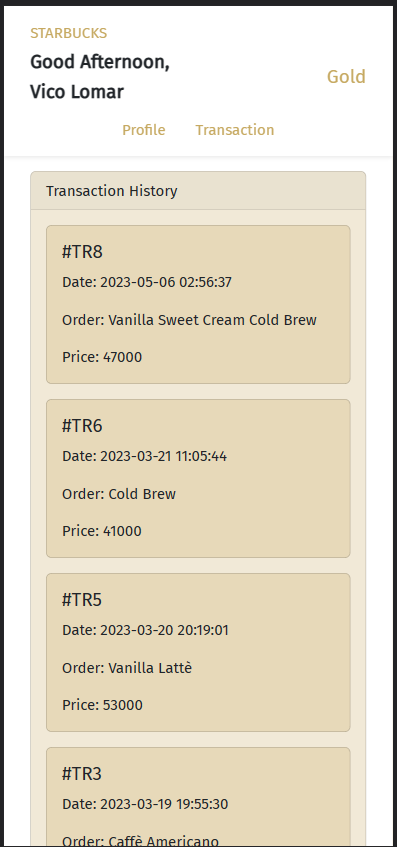 STARBUCKS
Good Afternoon,
Vico Lomar
Gold
Profile Transaction
Transaction History
#TR8
Date: 2023-05-06 02:56:37
Order: Vanilla Sweet Cream Cold Brew
Price: 47000
#TR6
Date: 2023-03-21 11:05:44
Order: Cold Brew
Price: 41000
#TR5
Date: 2023-03-20 20:19:01
Order: Vanilla Lattè
Price: 53000
#TR3
Date: 2023-03-19 19:55:30
Order: Caffè Americano